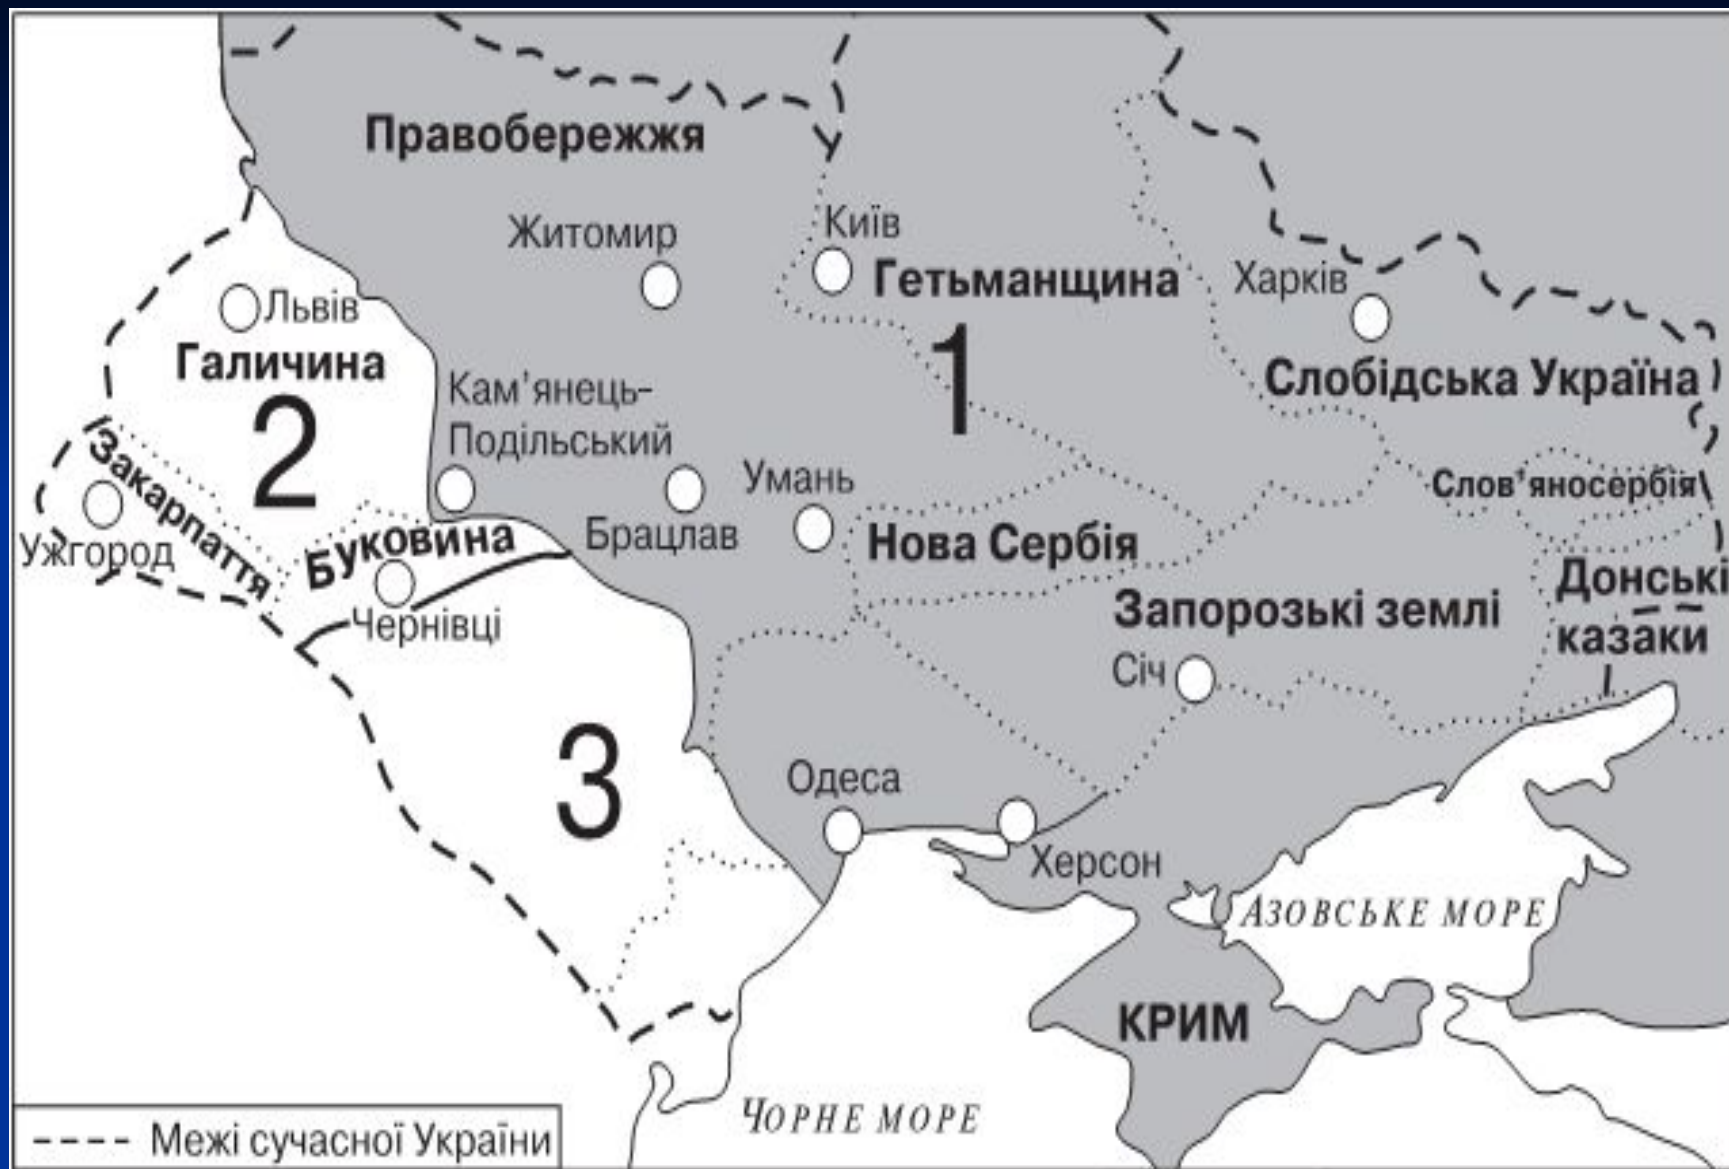 Правобережжя
Житомир
Київ
Гетьманщина
Харків
Львів
Галичина
1
Слобідська Україна
Кам’янець-
Подільський
2
Закарпаття
Умань
Слов’яносербія
Ужгород
Буковина
Брацлав
Нова Сербія
Чернівці
Запорозькі землі
Донські
казаки
Січ
3
Одеса
Херсон
АЗОВСЬКЕ МОРЕ
КРИМ
ЧОРНЕ МОРЕ
Межі сучасної України